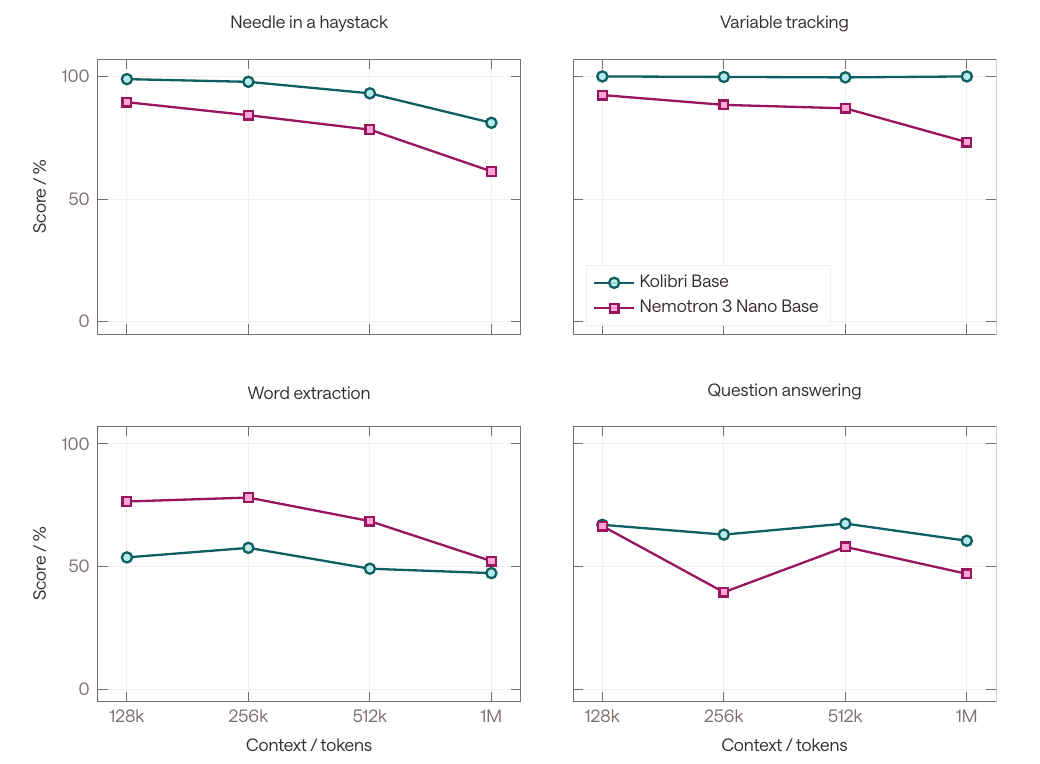 Needle in a haystack
Variable tracking
100
50
0
Score / %
Kolibri Base
Nemotron 3 Nano Base
Word extraction
Question answering
100
50
0
Score / %
128k 256k 512k 1M
128k 256k 512k 1M
Context / tokens
Context / tokens